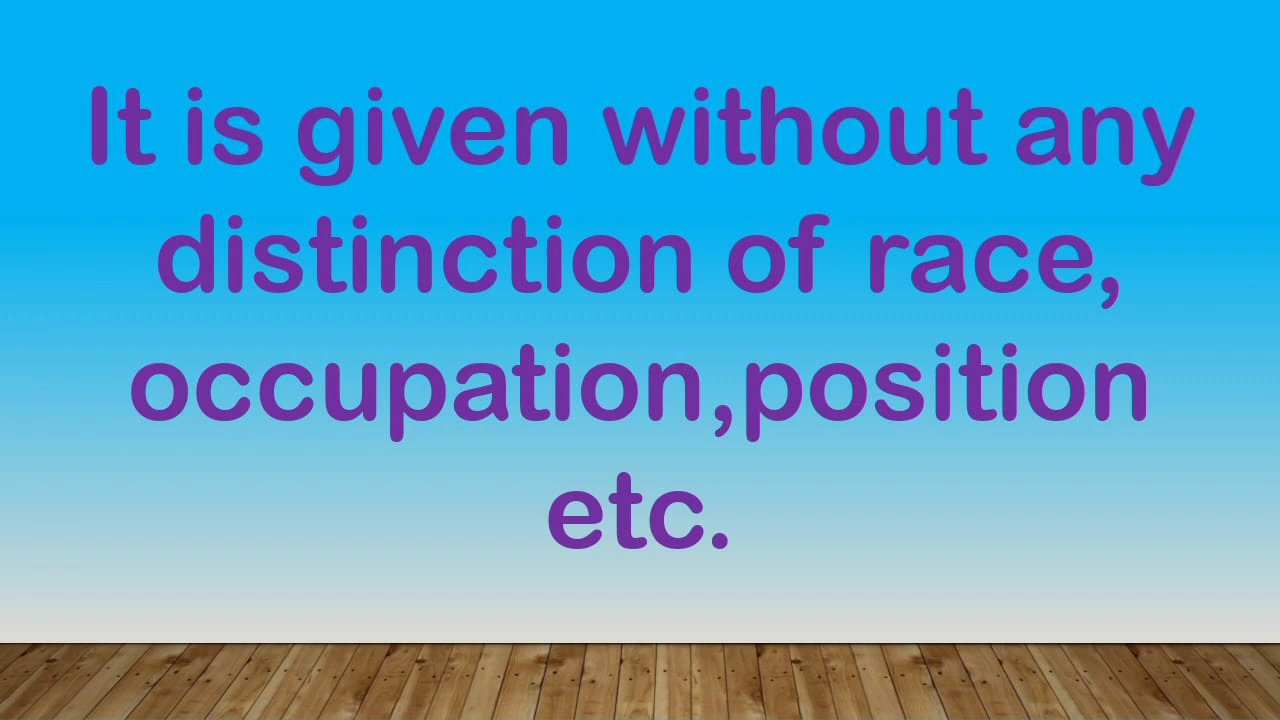 It is given without any
distinction of race,
occupation,position
etc.